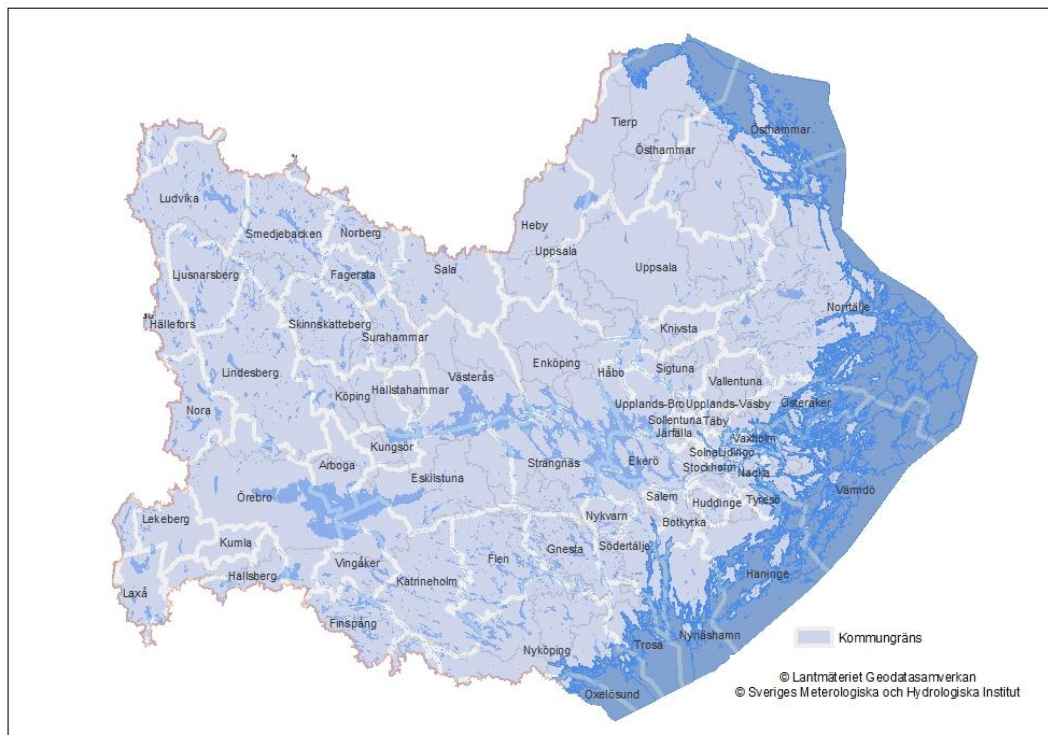 Tierp
Östhammar
Östhammar
Ludvika
Heby
Smedjebacken
Norberg
Uppsala
Sala
Uppsala
Ljusnarsberg
Fagersta
Norrtälje
Hällefors
Skinnskatteberg
Knivsta
Surahammar
Enköping
Sigtuna
Lindesberg
Västerås
Håbo
Vallentuna
Hallstahammar
Köping
Upplands-Bro
Upplands-Väsby
Österåker
Nora
Sollentuna
Täby
Järfälla
Vaxholm
Kungsör
Solna
Lidingö
Arboga
Strängnäs
Ekerö
Stockholm
Nacka
Eskilstuna
Värmdö
Örebro
Salem
Huddinge
Tyresö
Nykvarn
Botkyrka
Lekeberg
Kumla
Södertälje
Gnesta
Vingåker
Flen
Hallsberg
Katrineholm
Haninge
Laxå
Finspång
Nynäshamn
Trosa
Nyköping
Oxelösund
Kommungräns
© Lantmäteriet Geodatasamverkan
© Sveriges Meterologiska och Hydrologiska Institut